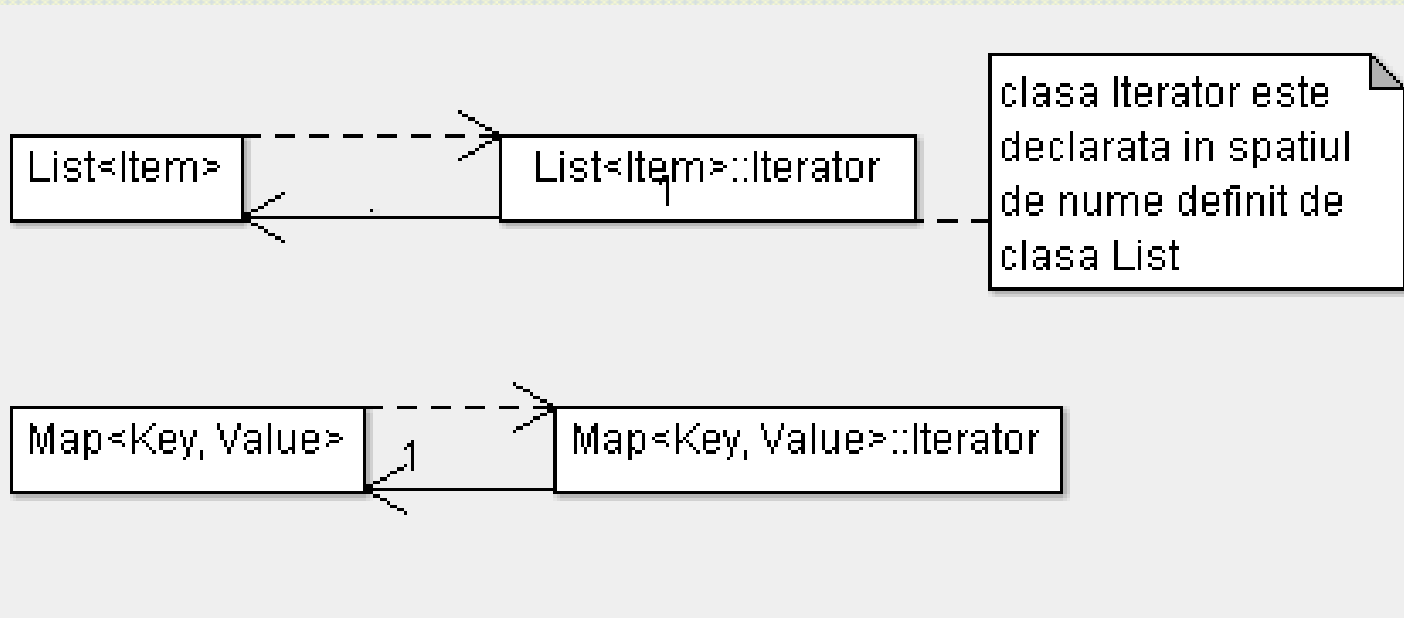 List<Item>
List<Item>::Iterator
1
clasa Iterator este
declarata in spatiul
de nume definit de
clasa List
Map<Key, Value>
1
Map<Key, Value>::Iterator